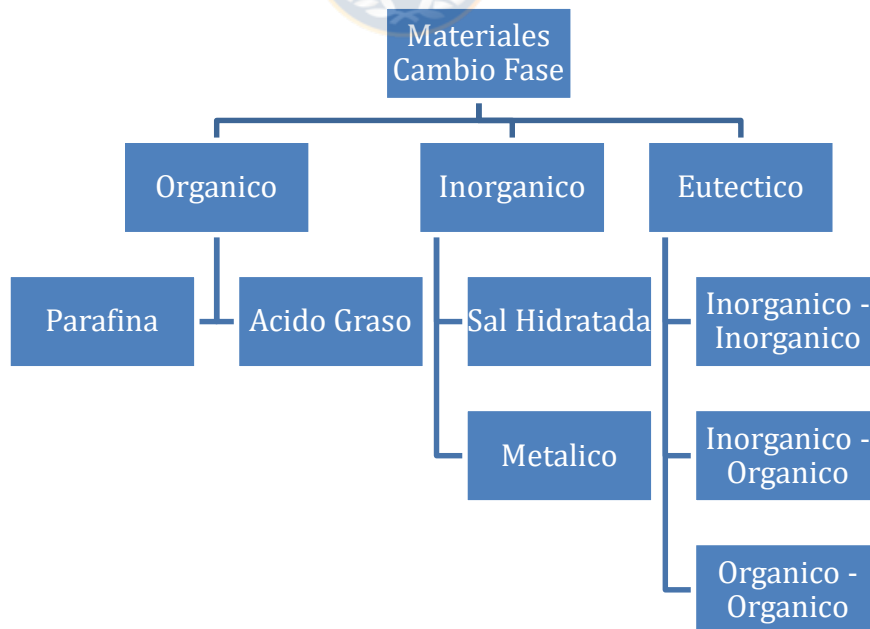 Materiales
Cambio Fase
Organico
Inorganico
Eutectico
Parafina
Acido Graso
Sal Hidratada
Inorganico -
Inorganico
Metalico
Inorganico -
Organico
Organico -
Organico